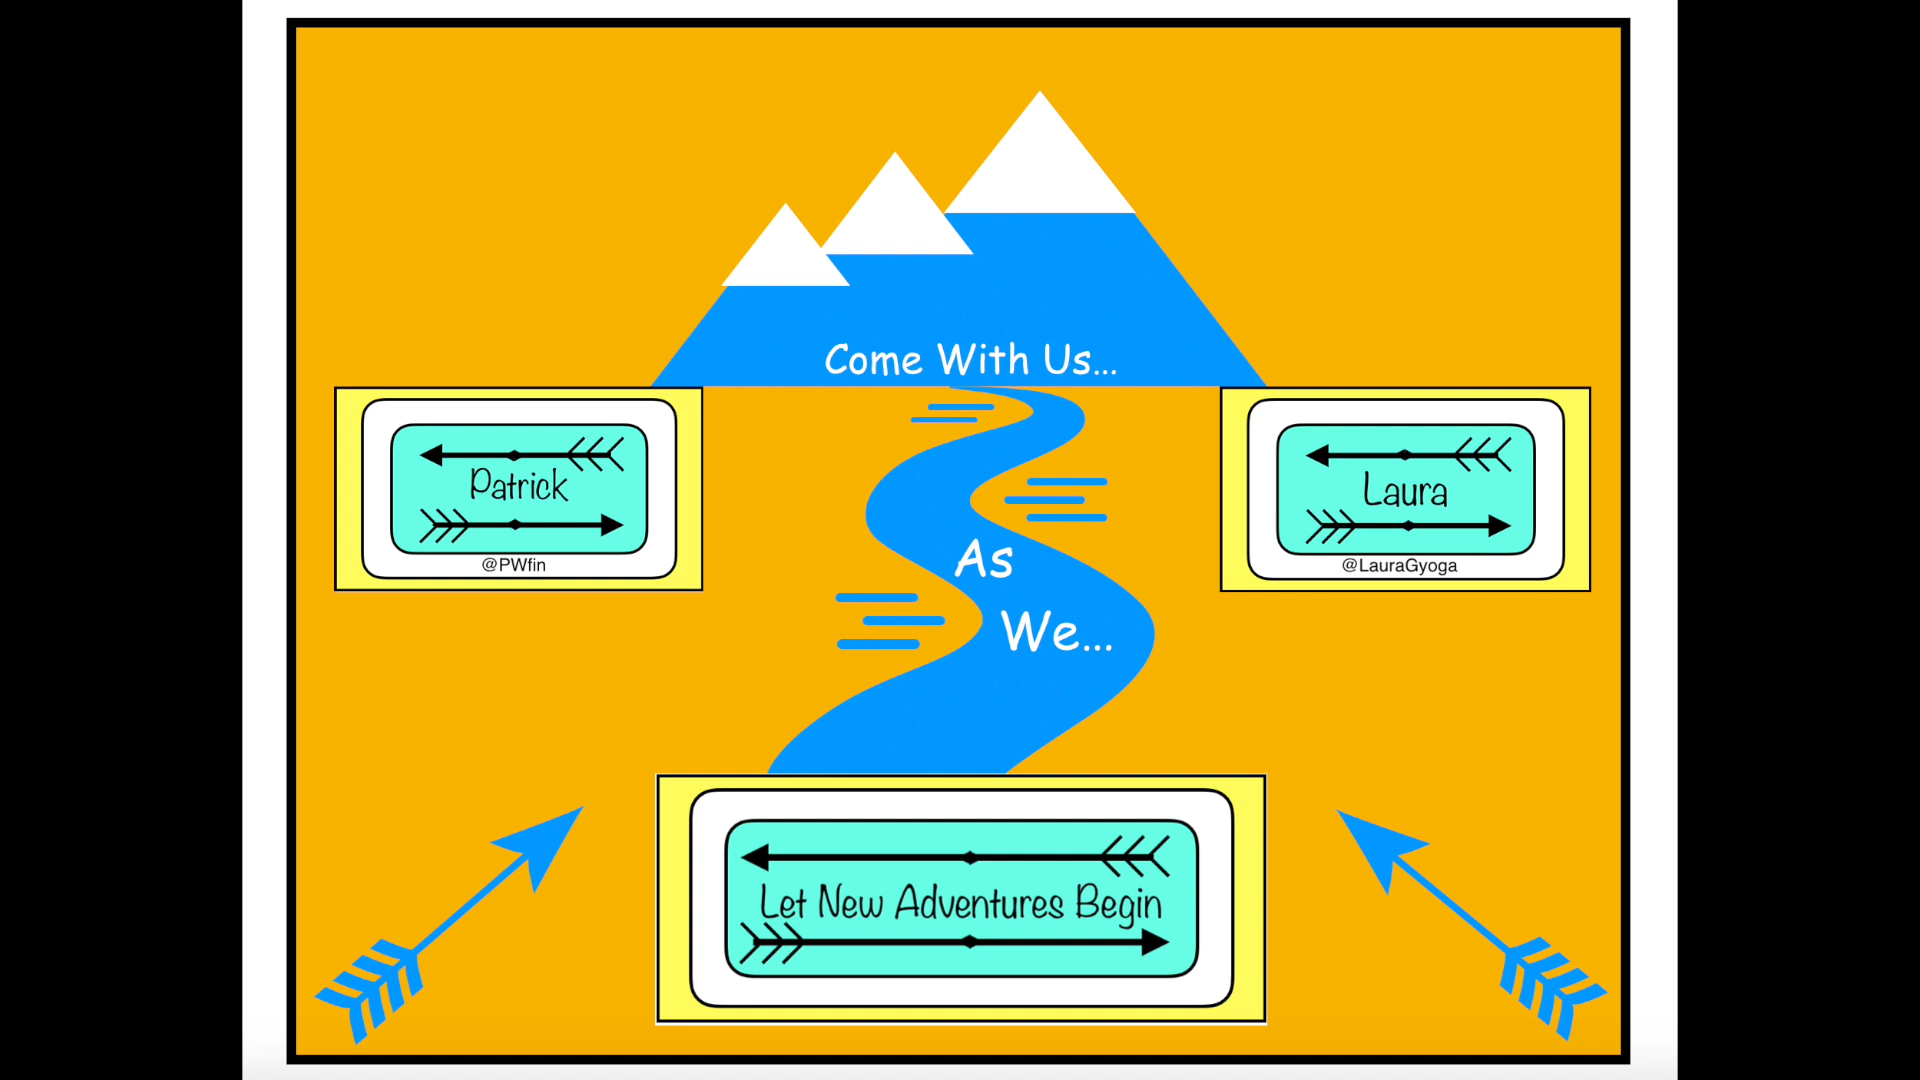 Come With Us...
Patrick
@PWfin
Laura
@LauraGyoga
As
We...
Let New Adventures Begin